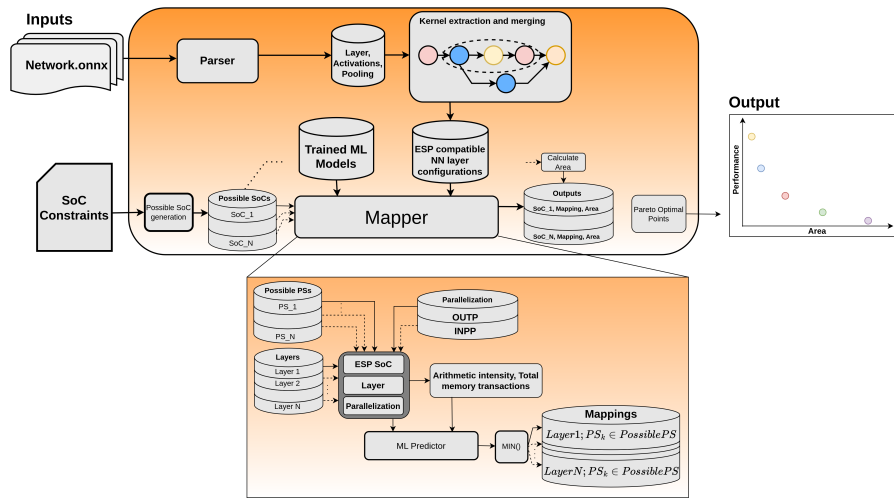 Inputs
Network.onnx
Parser
Layer,
Activations,
Pooling
Kernel extraction and merging
SoC
Constraints
Possible SoC
generation
Possible SoCs
SoC_1
SoC_N
Trained ML
Models
ESP compatible
NN layer
configurations
Mapper
Calculate
Area
Outputs
SoC_1, Mapping, Area
SoC_N, Mapping, Area
Pareto Optimal
Points
Output
Performance
Area
Possible PSs
PS_1
PS_N
Parallelization
OUTP
INPP
Layers
Layer 1
Layer 2
Layer N
ESP SoC
Layer
Parallelization
Arithmetic intensity, Total
memory transactions
ML Predictor
MIN()
Mappings
Layer1; PS_k ∈ PossiblePS
LayerN; PS_k ∈ PossiblePS